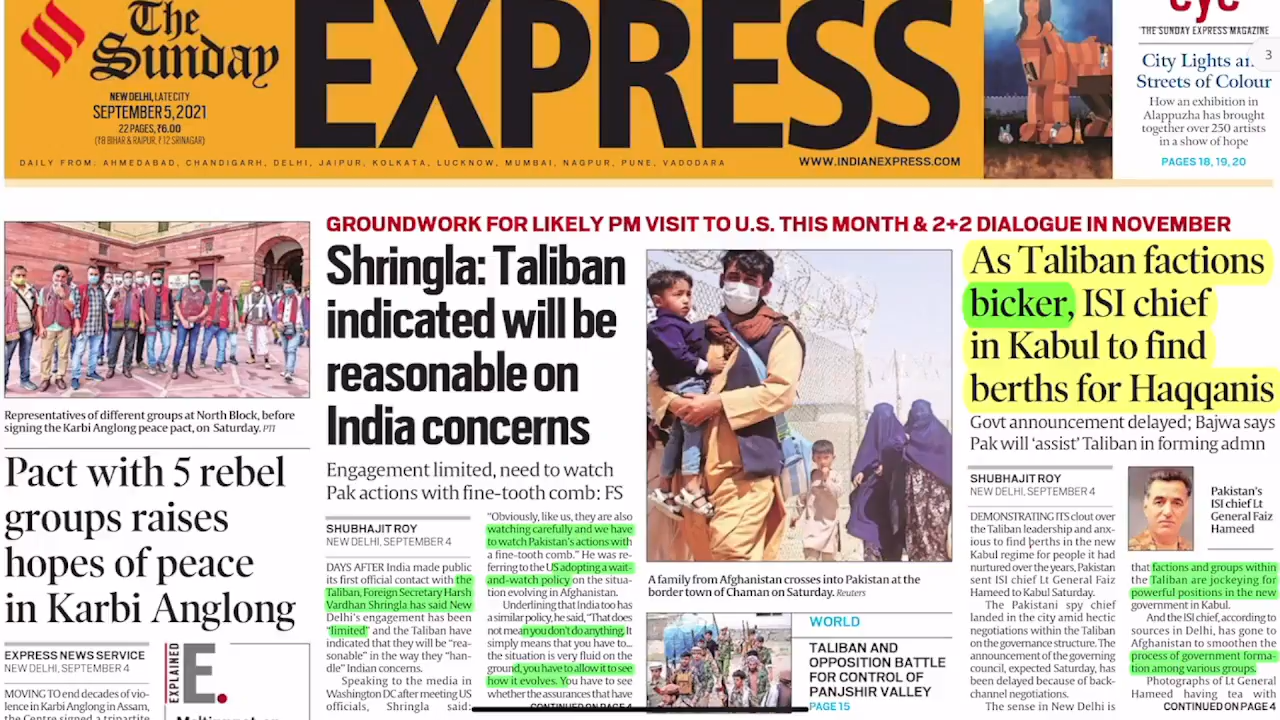 The
Sunday
EXPRESS
NEW DELHI, LATE CITY
SEPTEMBER 5, 2021
22 PAGES, ₹6.00
(₹8 BIHAR & RAIPUR, ₹12 SRINAGAR)
DAILY FROM: AHMEDABAD, CHANDIGARH, DELHI, JAIPUR, KOLKATA, LUCKNOW, MUMBAI, NAGPUR, PUNE, VADODARA
WWW.INDIANEXPRESS.COM
eye
THE SUNDAY EXPRESS MAGAZINE
3
City Lights
Streets of Colour
How an exhibition in
Alappuzha has brought
together over 250 artists
in a show of hope
PAGES 18, 19, 20
Representatives of different groups at North Block, before
signing the Karbi Anglong peace pact, on Saturday. PTI
Pact with 5 rebel
groups raises
hopes of peace
in Karbi Anglong
EXPRESS NEWS SERVICE
NEW DELHI, SEPTEMBER 4
MOVING TO end decades of vio-
lence in Karbi Anglong in Assam,
the Centre signed a tripartite
EXPLAINED
E.
GROUNDWORK FOR LIKELY PM VISIT TO U.S. THIS MONTH & 2+2 DIALOGUE IN NOVEMBER
Shringla: Taliban
indicated will be
reasonable on
India concerns
Engagement limited, need to watch
Pak actions with fine-tooth comb: FS
SHUBHAJIT ROY
NEW DELHI, SEPTEMBER 4
DAYS AFTER India made public
its first official contact with the
Taliban, Foreign Secretary Harsh
Vardhan Shringla has said New
Delhi's engagement has been
"limited" and the Taliban have
indicated that they will be "rea-
sonable" in the way they "han-
dle" Indian concerns.
Speaking to the media in
Washington DC after meeting US
officials, Shringla said:
"Obviously, like us, they are also
watching carefully and we have
to watch Pakistan's actions with
a fine-tooth comb." He was re-
ferring to the US adopting a wait-
and-watch policy on the situa-
tion evolving in Afghanistan.
Underlining that India too has
a similar policy, he said, "That does
not mean you don't do anything. It
simply means that you have to...
the situation is very fluid on the
ground, you have to allow it to see
how it evolves. You have to see
whether the assurances that have
CONTINUED ON PAGE 4
A family from Afghanistan crosses into Pakistan at the
border town of Chaman on Saturday. Reuters
WORLD
TALIBAN AND
OPPOSITION BATTLE
FOR CONTROL OF
PANJSHIR VALLEY
PAGE 15
As Taliban factions
bicker, ISI chief
in Kabul to find
berths for Haqqanis
Govt announcement delayed; Bajwa says
Pak will 'assist' Taliban in forming admn
SHUBHAJIT ROY
NEW DELHI, SEPTEMBER 4
DEMONSTRATING ITS clout over
the Taliban leadership and anx-
ious to find berths in the new
Kabul regime for people it had
nurtured over the years, Pakistan
sent ISI chief Lt General Faiz
Hameed to Kabul Saturday.
The Pakistani spy chief
landed in the city amid hectic
negotiations within the Taliban
on the governance structure. The
announcement of the governing
council, expected Saturday, has
been delayed because of back-
channel negotiations.
The sense in New Delhi is
Pakistan's
ISI chief Lt
General Faiz
Hameed
that factions and groups within
the Taliban are jockeying for
powerful positions in the new
government in Kabul.
And the ISI chief, according to
sources in Delhi, has gone to
Afghanistan to smoothen the
process of government forma-
tion among various groups.
Photographs of Lt General
Hameed having tea with
CONTINUED ON PAGE 4